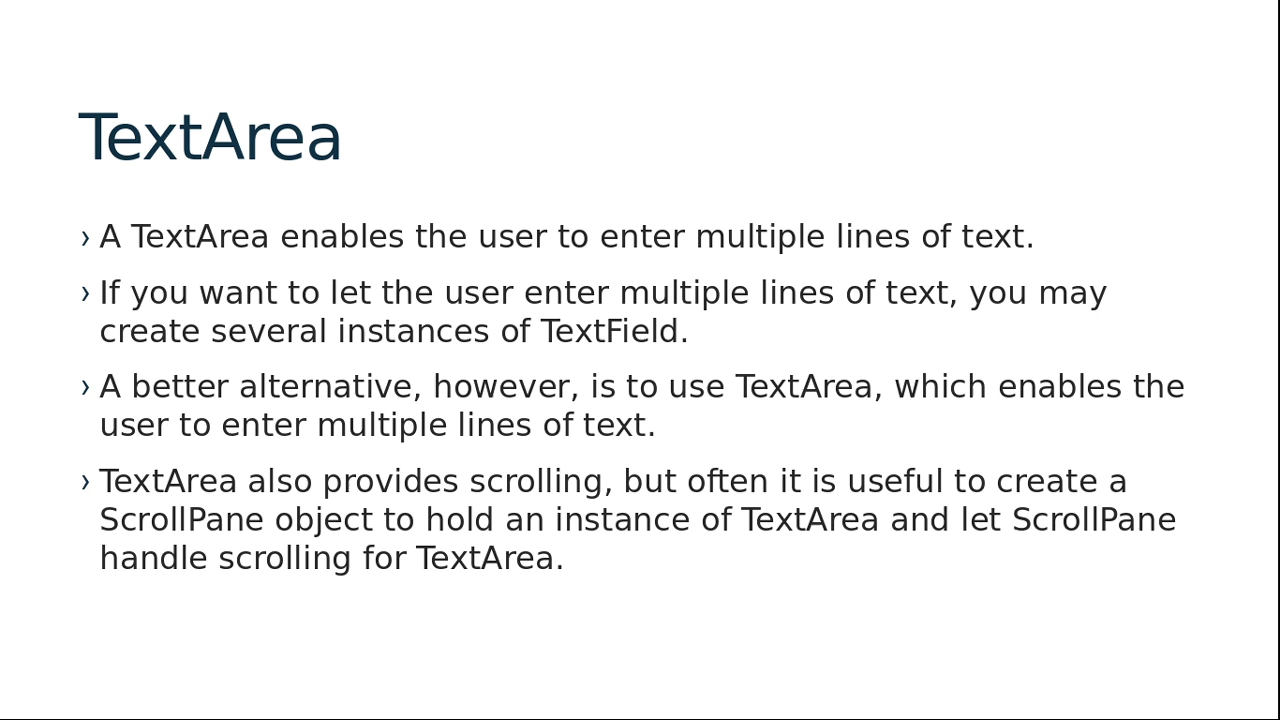 TextArea
› A TextArea enables the user to enter multiple lines of text.
› If you want to let the user enter multiple lines of text, you may
create several instances of TextField.
› A better alternative, however, is to use TextArea, which enables the
user to enter multiple lines of text.
› TextArea also provides scrolling, but often it is useful to create a
ScrollPane object to hold an instance of TextArea and let ScrollPane
handle scrolling for TextArea.